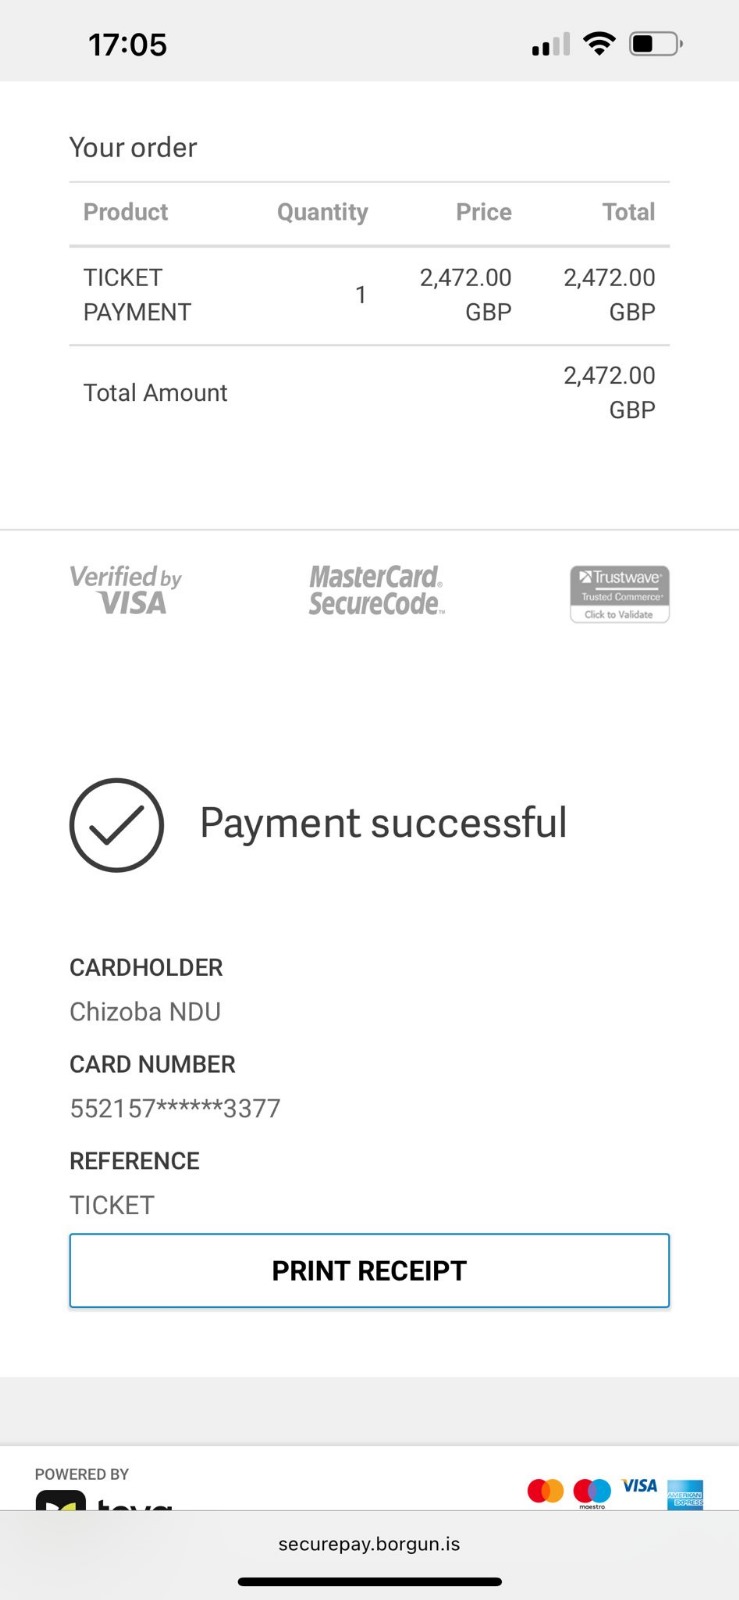 17:05
Your order
Product Quantity Price Total
TICKET PAYMENT 1 2,472.00 GBP 2,472.00 GBP
Total Amount 2,472.00 GBP
Verified by VISA
MasterCard. SecureCode.™
Trustwave®
Trusted Commerce™
Click to Validate
Payment successful
CARDHOLDER
Chizoba NDU
CARD NUMBER
552157******3377
REFERENCE
TICKET
PRINT RECEIPT
POWERED BY
maestro
VISA
AMERICAN EXPRESS
securepay.borgun.is